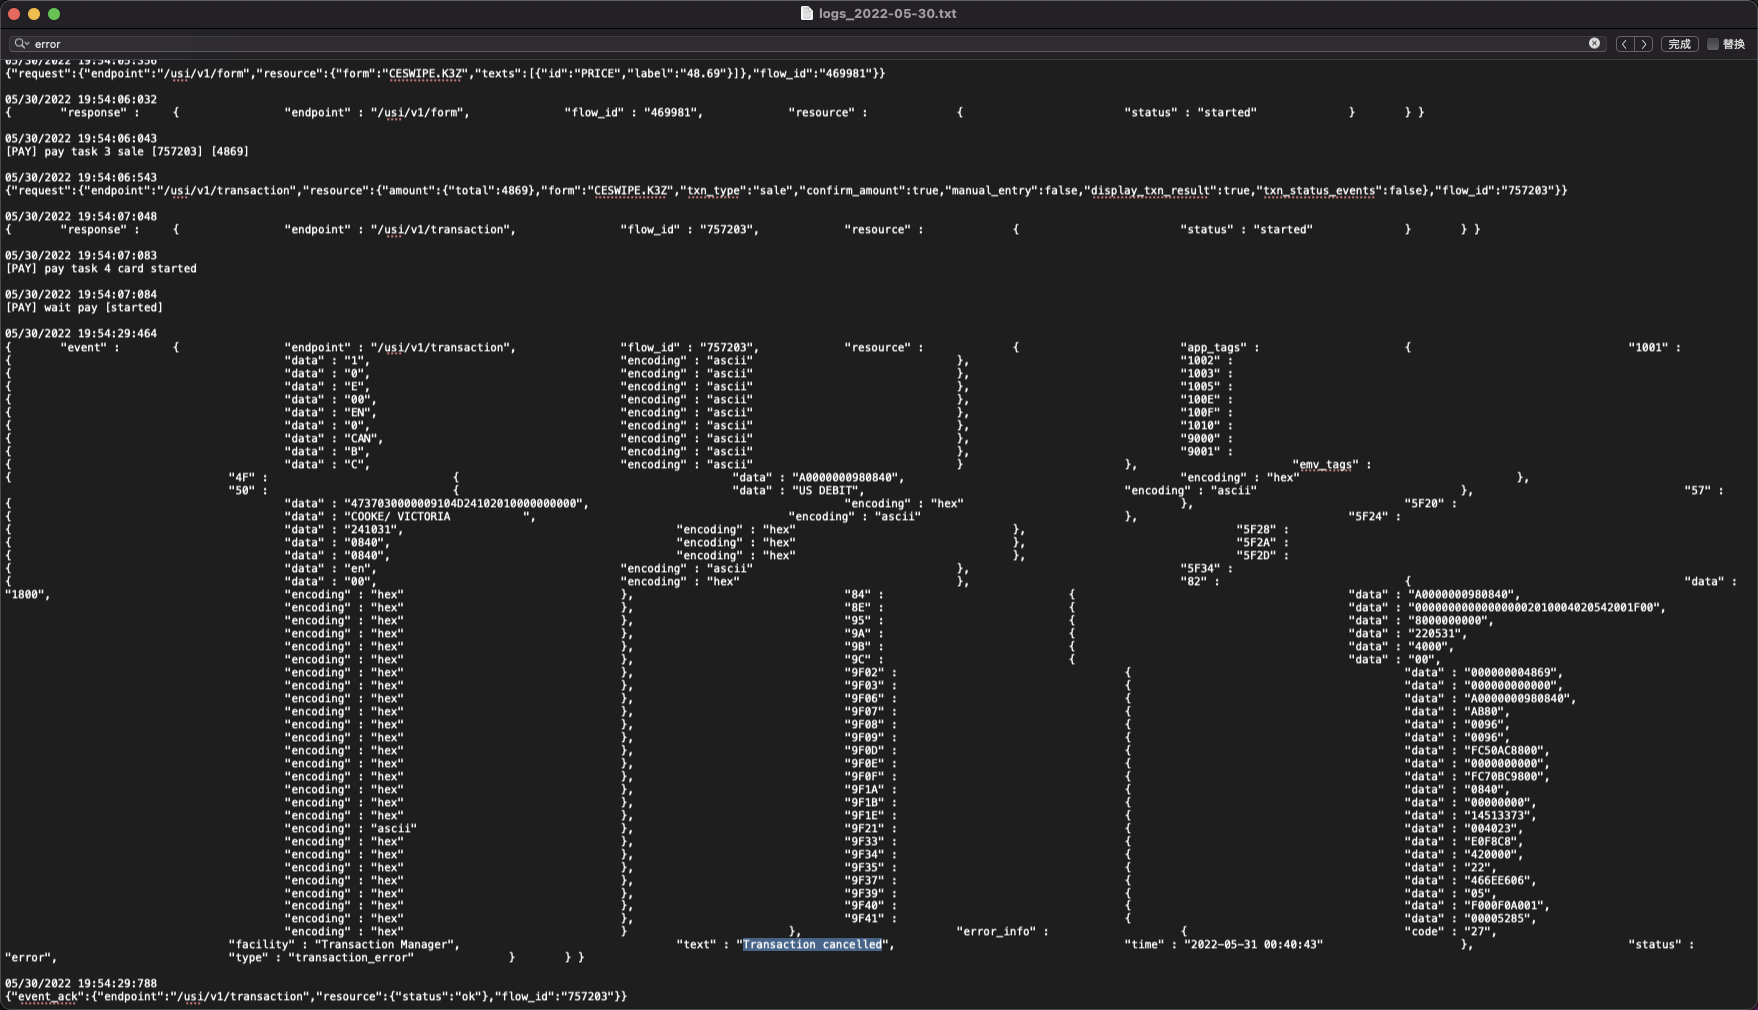 logs_2022-05-30.txt
error
完成
替换
05/30/2022 19:54:05:356
{"request":{"endpoint":"/usi/v1/form","resource":{"form":"CESWIPE.K3Z","texts":[{"id":"PRICE","label":"48.69"}]},"flow_id":"469981"}}
05/30/2022 19:54:06:032
{ "response" : { "endpoint" : "/usi/v1/form", "flow_id" : "469981", "resource" : { "status" : "started" } } }
05/30/2022 19:54:06:043
[PAY] pay task 3 sale [757203] [4869]
05/30/2022 19:54:06:543
{"request":{"endpoint":"/usi/v1/transaction","resource":{"amount":{"total":4869},"form":"CESWIPE.K3Z","txn_type":"sale","confirm_amount":true,"manual_entry":false,"display_txn_result":true,"txn_status_events":false},"flow_id":"757203"}}
05/30/2022 19:54:07:048
{ "response" : { "endpoint" : "/usi/v1/transaction", "flow_id" : "757203", "resource" : { "status" : "started" } } }
05/30/2022 19:54:07:083
[PAY] pay task 4 card started
05/30/2022 19:54:07:084
[PAY] wait pay [started]
05/30/2022 19:54:29:464
{ "event" : { "endpoint" : "/usi/v1/transaction", "flow_id" : "757203", "resource" : { "app_tags" : { "1001" :
{ "data" : "1", "encoding" : "ascii" }, "1002" :
{ "data" : "0", "encoding" : "ascii" }, "1003" :
{ "data" : "E", "encoding" : "ascii" }, "1005" :
{ "data" : "00", "encoding" : "ascii" }, "100E" :
{ "data" : "EN", "encoding" : "ascii" }, "100F" :
{ "data" : "0", "encoding" : "ascii" }, "1010" :
{ "data" : "CAN", "encoding" : "ascii" }, "9000" :
{ "data" : "B", "encoding" : "ascii" }, "9001" :
{ "data" : "C", "encoding" : "ascii" } }, "emv_tags" :
{ "4F" : { "data" : "A0000000980840", "encoding" : "hex" },
"50" : { "data" : "US DEBIT", "encoding" : "ascii" }, "57" :
{ "data" : "4737030000009104D24102010000000000", "encoding" : "hex" }, "5F20" :
{ "data" : "COOKE/ VICTORIA ", "encoding" : "ascii" }, "5F24" :
{ "data" : "241031", "encoding" : "hex" }, "5F28" :
{ "data" : "0840", "encoding" : "hex" }, "5F2A" :
{ "data" : "0840", "encoding" : "hex" }, "5F2D" :
{ "data" : "en", "encoding" : "ascii" }, "5F34" :
{ "data" : "00", "encoding" : "hex" }, "82" : { "data" :
"1800", "encoding" : "hex" }, "84" : { "data" : "A0000000980840",
"encoding" : "hex" }, "8E" : { "data" : "00000000000000002010004020542001F00",
"encoding" : "hex" }, "95" : { "data" : "8000000000",
"encoding" : "hex" }, "9A" : { "data" : "220531",
"encoding" : "hex" }, "9B" : { "data" : "4000",
"encoding" : "hex" }, "9C" : { "data" : "00",
"encoding" : "hex" }, "9F02" : { "data" : "000000004869",
"encoding" : "hex" }, "9F03" : { "data" : "000000000000",
"encoding" : "hex" }, "9F06" : { "data" : "A0000000980840",
"encoding" : "hex" }, "9F07" : { "data" : "AB80",
"encoding" : "hex" }, "9F08" : { "data" : "0096",
"encoding" : "hex" }, "9F09" : { "data" : "0096",
"encoding" : "hex" }, "9F0D" : { "data" : "FC50AC8800",
"encoding" : "hex" }, "9F0E" : { "data" : "0000000000",
"encoding" : "hex" }, "9F0F" : { "data" : "FC70BC9800",
"encoding" : "hex" }, "9F1A" : { "data" : "0840",
"encoding" : "hex" }, "9F1B" : { "data" : "00000000",
"encoding" : "hex" }, "9F1E" : { "data" : "14513373",
"encoding" : "ascii" }, "9F21" : { "data" : "004023",
"encoding" : "hex" }, "9F33" : { "data" : "E0F8C8",
"encoding" : "hex" }, "9F34" : { "data" : "420000",
"encoding" : "hex" }, "9F35" : { "data" : "22",
"encoding" : "hex" }, "9F37" : { "data" : "466EE606",
"encoding" : "hex" }, "9F39" : { "data" : "05",
"encoding" : "hex" }, "9F40" : { "data" : "F000F0A001",
"encoding" : "hex" }, "9F41" : { "data" : "00005285",
"encoding" : "hex" } }, "error_info" : { "code" : "27",
"facility" : "Transaction Manager", "text" : "Transaction cancelled", "time" : "2022-05-31 00:40:43" }, "status" :
"error", "type" : "transaction_error" } } }
05/30/2022 19:54:29:788
{"event_ack":{"endpoint":"/usi/v1/transaction","resource":{"status":"ok"},"flow_id":"757203"}}